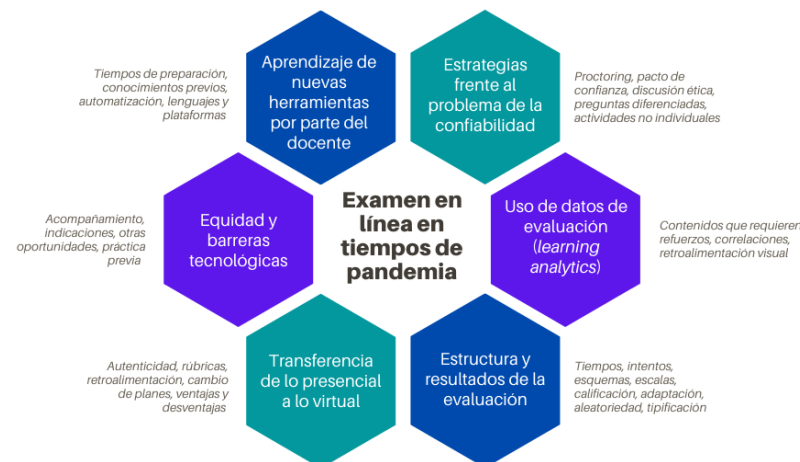 Aprendizaje de
nuevas
herramientas
por parte del
docente
Tiempos de preparación,
conocimientos previos,
automatización, lenguajes y
plataformas
Estrategias
frente al
problema de la
confiabilidad
Proctoring, pacto de
confianza, discusión ética,
preguntas diferenciadas,
actividades no individuales
Examen en
línea en
tiempos de
pandemia
Equidad y
barreras
tecnológicas
Acompañamiento,
indicaciones, otras
oportunidades, práctica
previa
Uso de datos de
evaluación
(learning
analytics)
Contenidos que requieren
refuerzos, correlaciones,
retroalimentación visual
Transferencia
de lo presencial
a lo virtual
Autenticidad, rúbricas,
retroalimentación, cambio
de planes, ventajas y
desventajas
Estructura y
resultados de la
evaluación
Tiempos, intentos,
esquemas, escalas,
calificación, adaptación,
aleatoriedad, tipificación